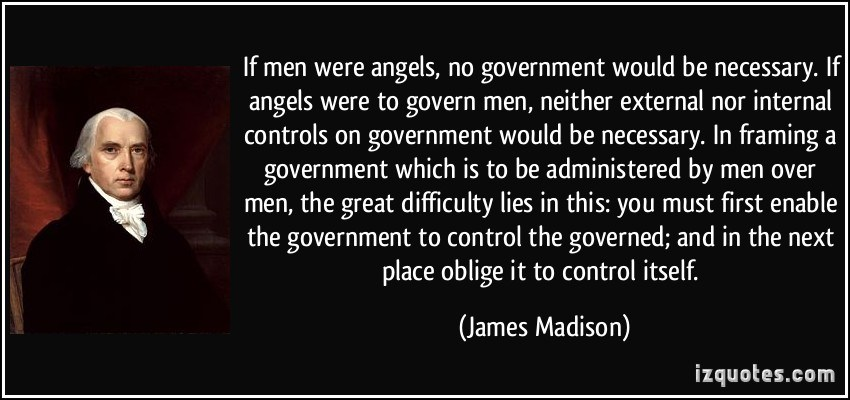 If men were angels, no government would be necessary. If
angels were to govern men, neither external nor internal
controls on government would be necessary. In framing a
government which is to be administered by men over
men, the great difficulty lies in this: you must first enable
the government to control the governed; and in the next
place oblige it to control itself.
(James Madison)
izquotes.com